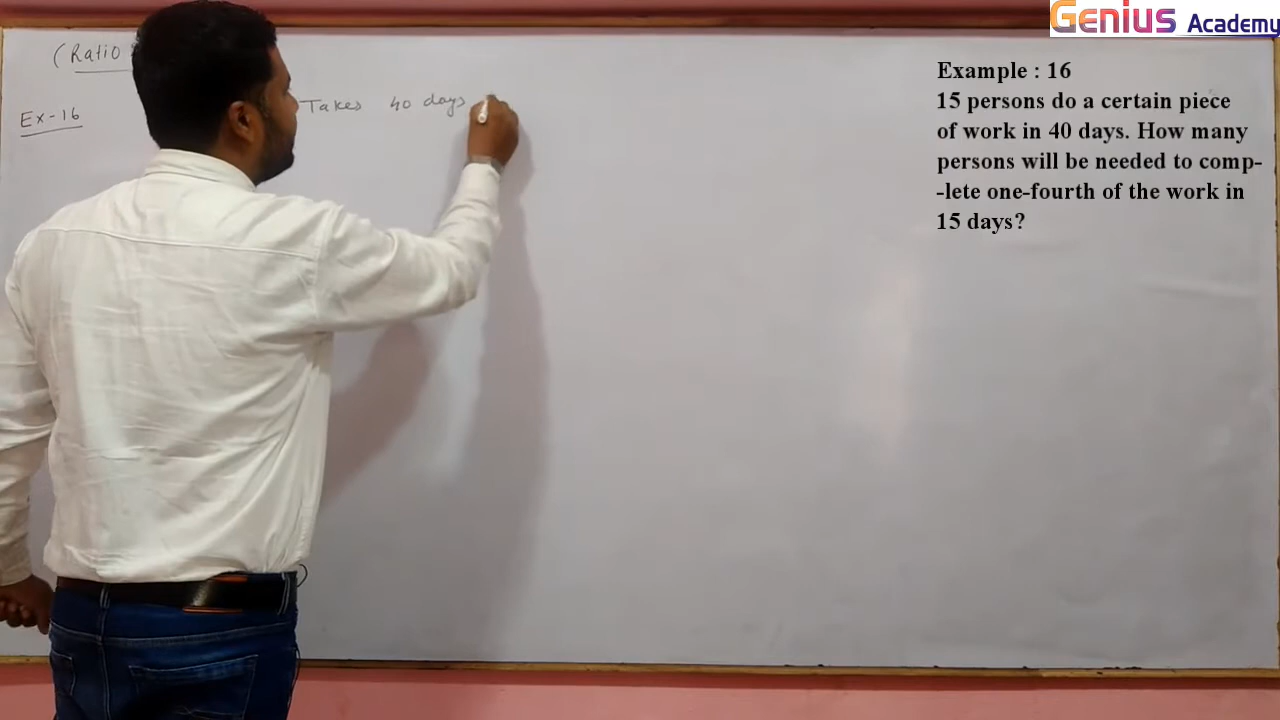 Genius Academy
(Ratio
Ex-16
Takes 40 days
Example : 16
15 persons do a certain piece
of work in 40 days. How many
persons will be needed to comp-
-lete one-fourth of the work in
15 days?